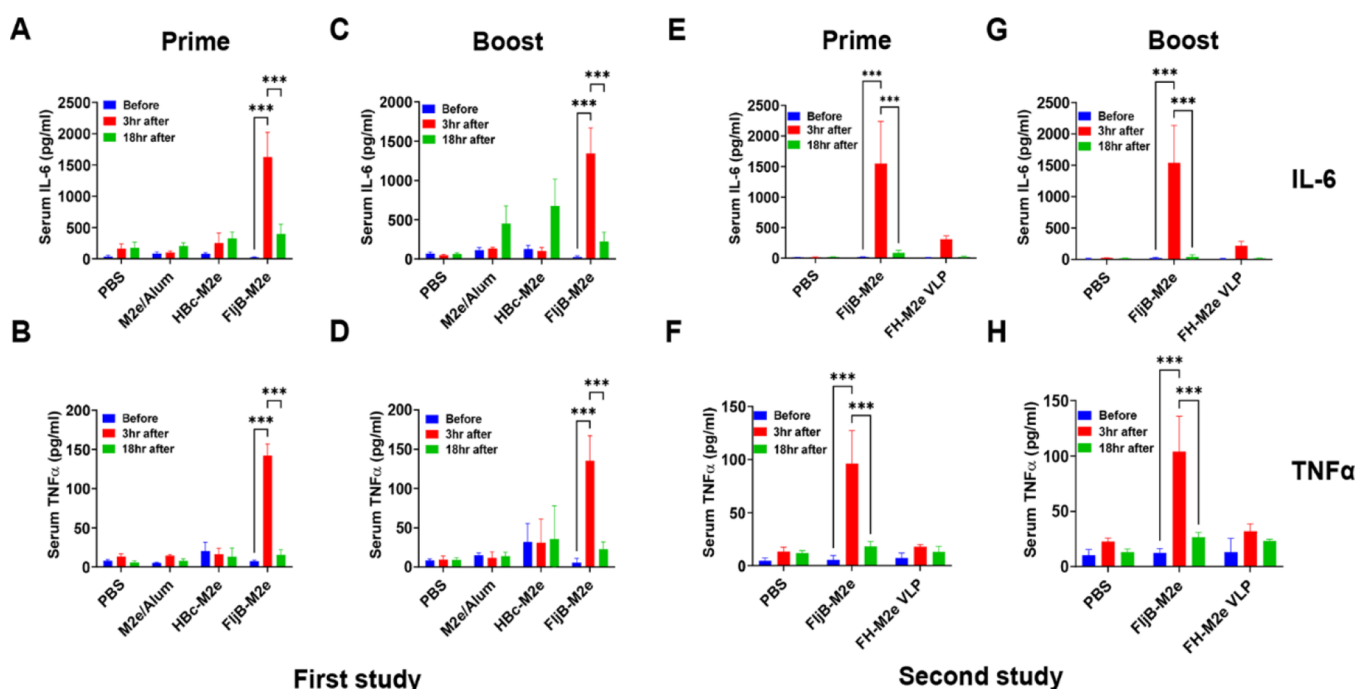 A
Prime
Serum IL-6 (pg/ml)
2500
2000
1500
1000
500
0
Before
3hr after
18hr after
***
***
PBS
M2e/Alum
HBc-M2e
FljB-M2e
C
Boost
Serum IL-6 (pg/ml)
2000
1500
1000
500
0
Before
3hr after
18hr after
***
***
PBS
M2e/Alum
HBc-M2e
FljB-M2e
E
Prime
Serum IL-6 (pg/ml)
2500
2000
1500
1000
500
0
Before
3hr after
18hr after
***
***
PBS
FljB-M2e
FH-M2e VLP
G
Boost
Serum IL-6 (pg/ml)
2500
2000
1500
1000
500
0
Before
3hr after
18hr after
***
***
PBS
FljB-M2e
FH-M2e VLP
IL-6
B
Serum TNFα (pg/ml)
200
150
100
50
0
Before
3hr after
18hr after
***
***
PBS
M2e/Alum
HBc-M2e
FljB-M2e
D
Serum TNFα (pg/ml)
200
150
100
50
0
Before
3hr after
18hr after
***
***
PBS
M2e/Alum
HBc-M2e
FljB-M2e
F
Serum TNFα (pg/ml)
150
100
50
0
Before
3hr after
18hr after
***
***
PBS
FljB-M2e
FH-M2e VLP
H
Serum TNFα (pg/ml)
150
100
50
0
Before
3hr after
18hr after
***
***
PBS
FljB-M2e
FH-M2e VLP
TNFα
First study
Second study